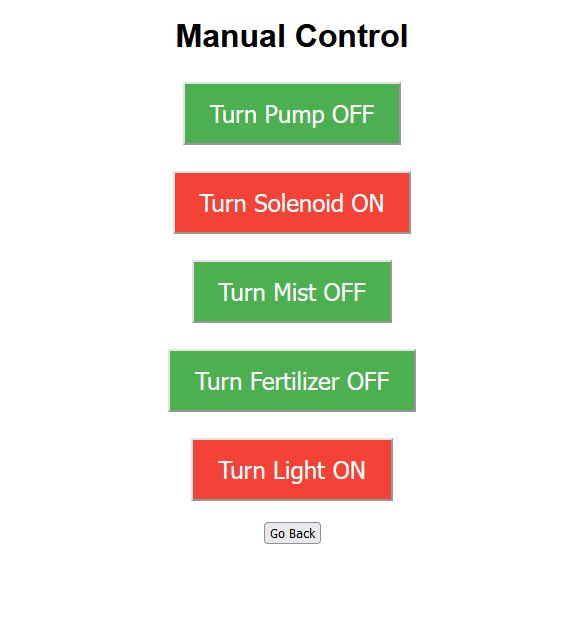 Manual Control
Turn Pump OFF
Turn Solenoid ON
Turn Mist OFF
Turn Fertilizer OFF
Turn Light ON
Go Back